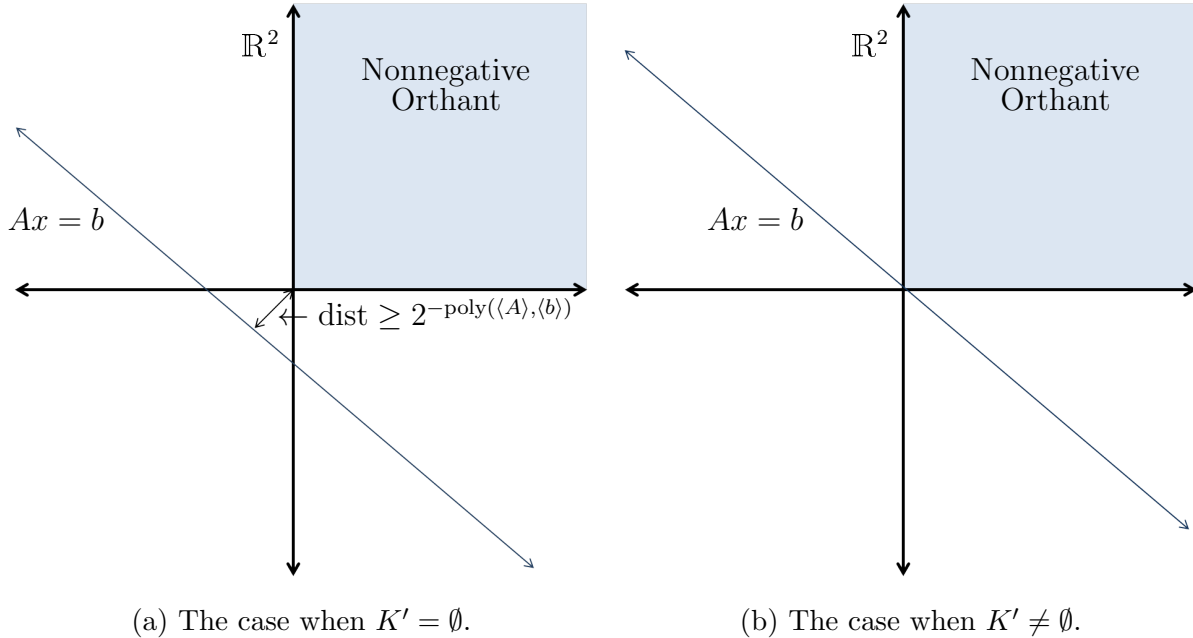 ℝ²
Nonnegative
Orthant
Ax = b
← dist ≥ 2^{−poly(⟨A⟩,⟨b⟩)}
(a) The case when K′ = ∅.
ℝ²
Nonnegative
Orthant
Ax = b
(b) The case when K′ ≠ ∅.